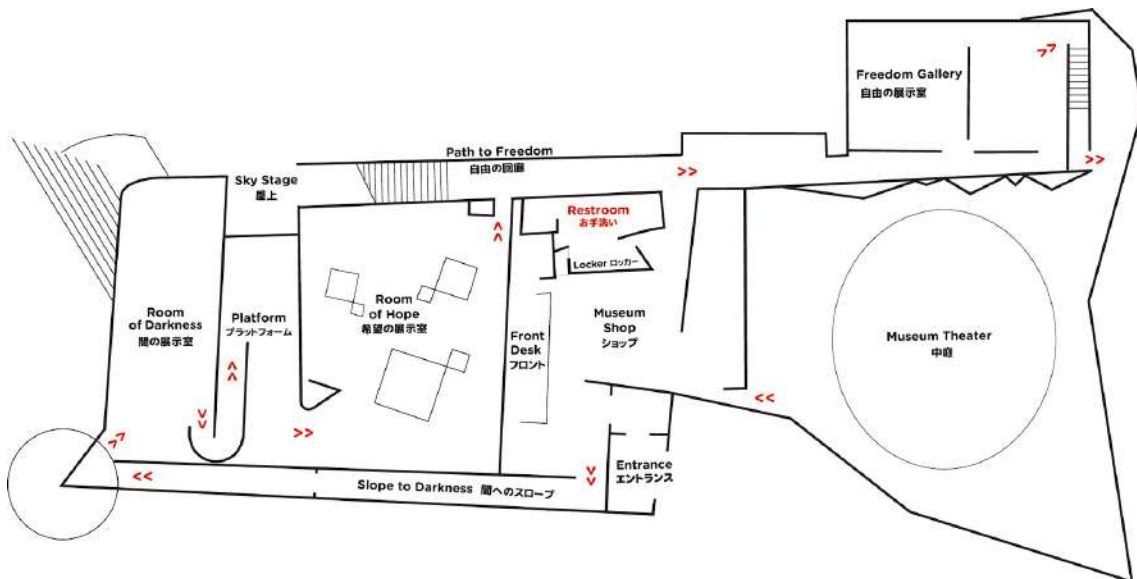 Freedom Gallery
自由の展示室
Path to Freedom
自由の回廊
Sky Stage
屋上
Restroom
お手洗い
Locker ロッカー
Room
of Darkness
闇の展示室
Platform
プラットフォーム
Room
of Hope
希望の展示室
Front
Desk
フロント
Museum
Shop
ショップ
Museum Theater
中庭
Entrance
エントランス
Slope to Darkness 闇へのスロープ